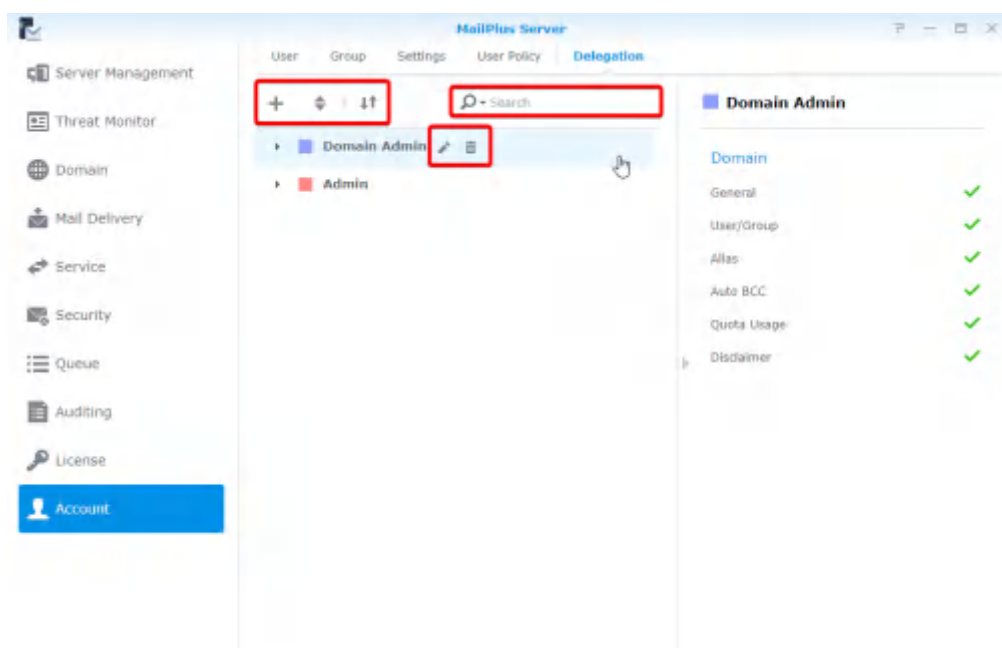 MailPlus Server
User Group Settings User Policy Delegation
Server Management
Threat Monitor
Domain
Mail Delivery
Service
Security
Queue
Auditing
License
Account
Search
Domain Admin
Admin
Domain Admin
Domain
General
User/Group
Alias
Auto BCC
Quota Usage
Disclaimer